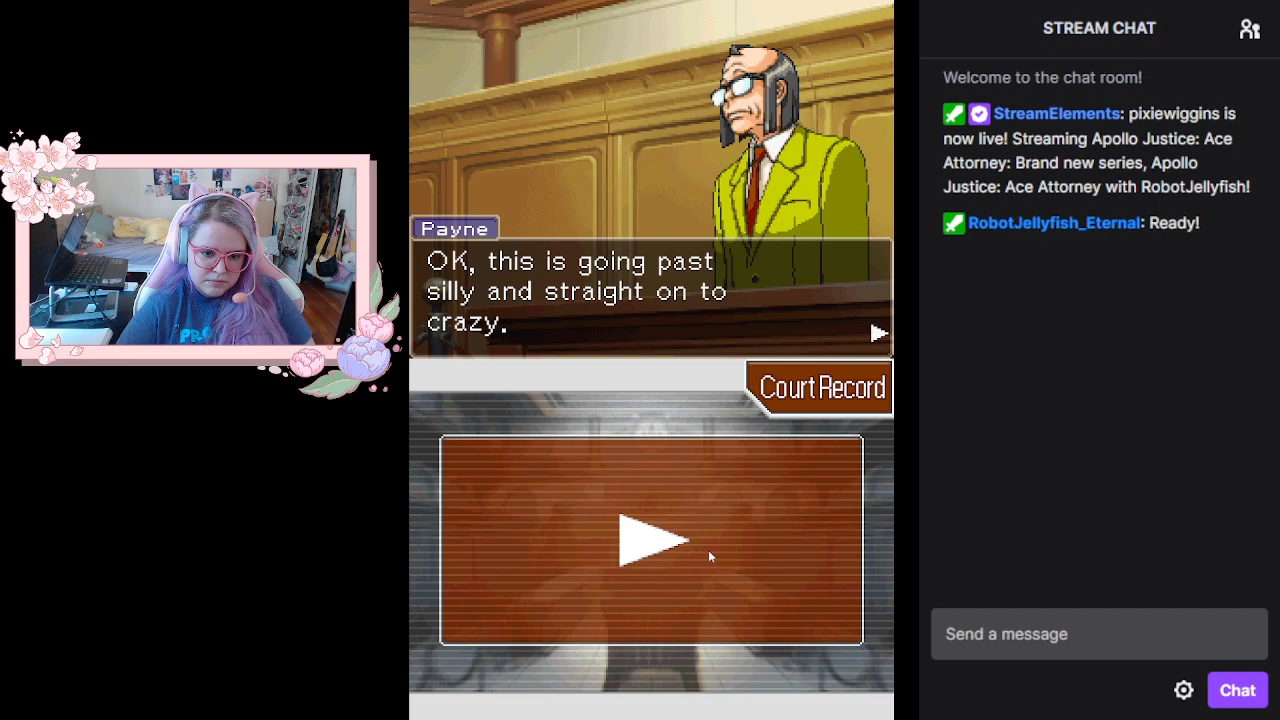 Payne
OK, this is going past
silly and straight on to
crazy.
Court Record
STREAM CHAT
Welcome to the chat room!
StreamElements: pixiewiggins is
now live! Streaming Apollo Justice: Ace
Attorney: Brand new series, Apollo
Justice: Ace Attorney with RobotJellyfish!
RobotJellyfish_Eternal: Ready!
Send a message
Chat